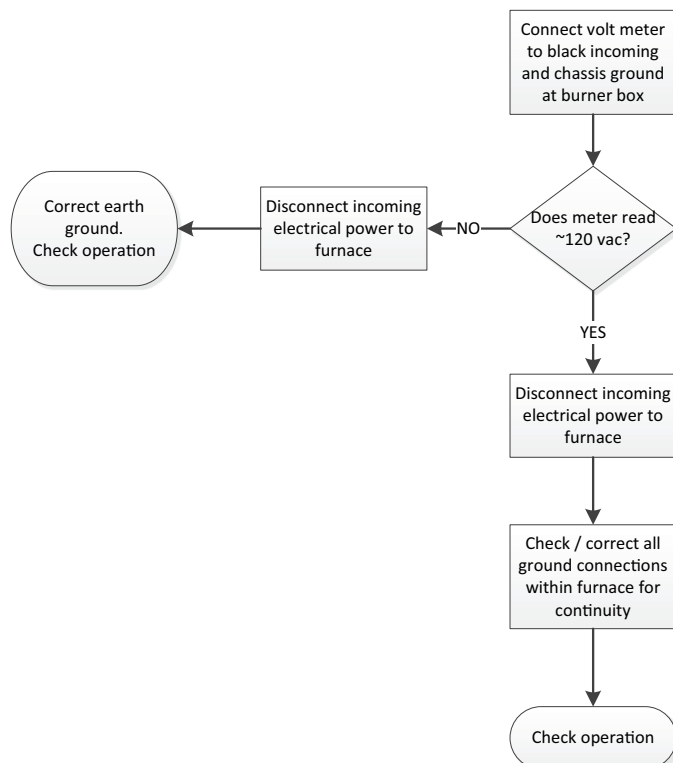 Connect volt meter
to black incoming
and chassis ground
at burner box
Does meter read
~120 vac?
NO
Disconnect incoming
electrical power to
furnace
Correct earth
ground.
Check operation
YES
Disconnect incoming
electrical power to
furnace
Check / correct all
ground connections
within furnace for
continuity
Check operation